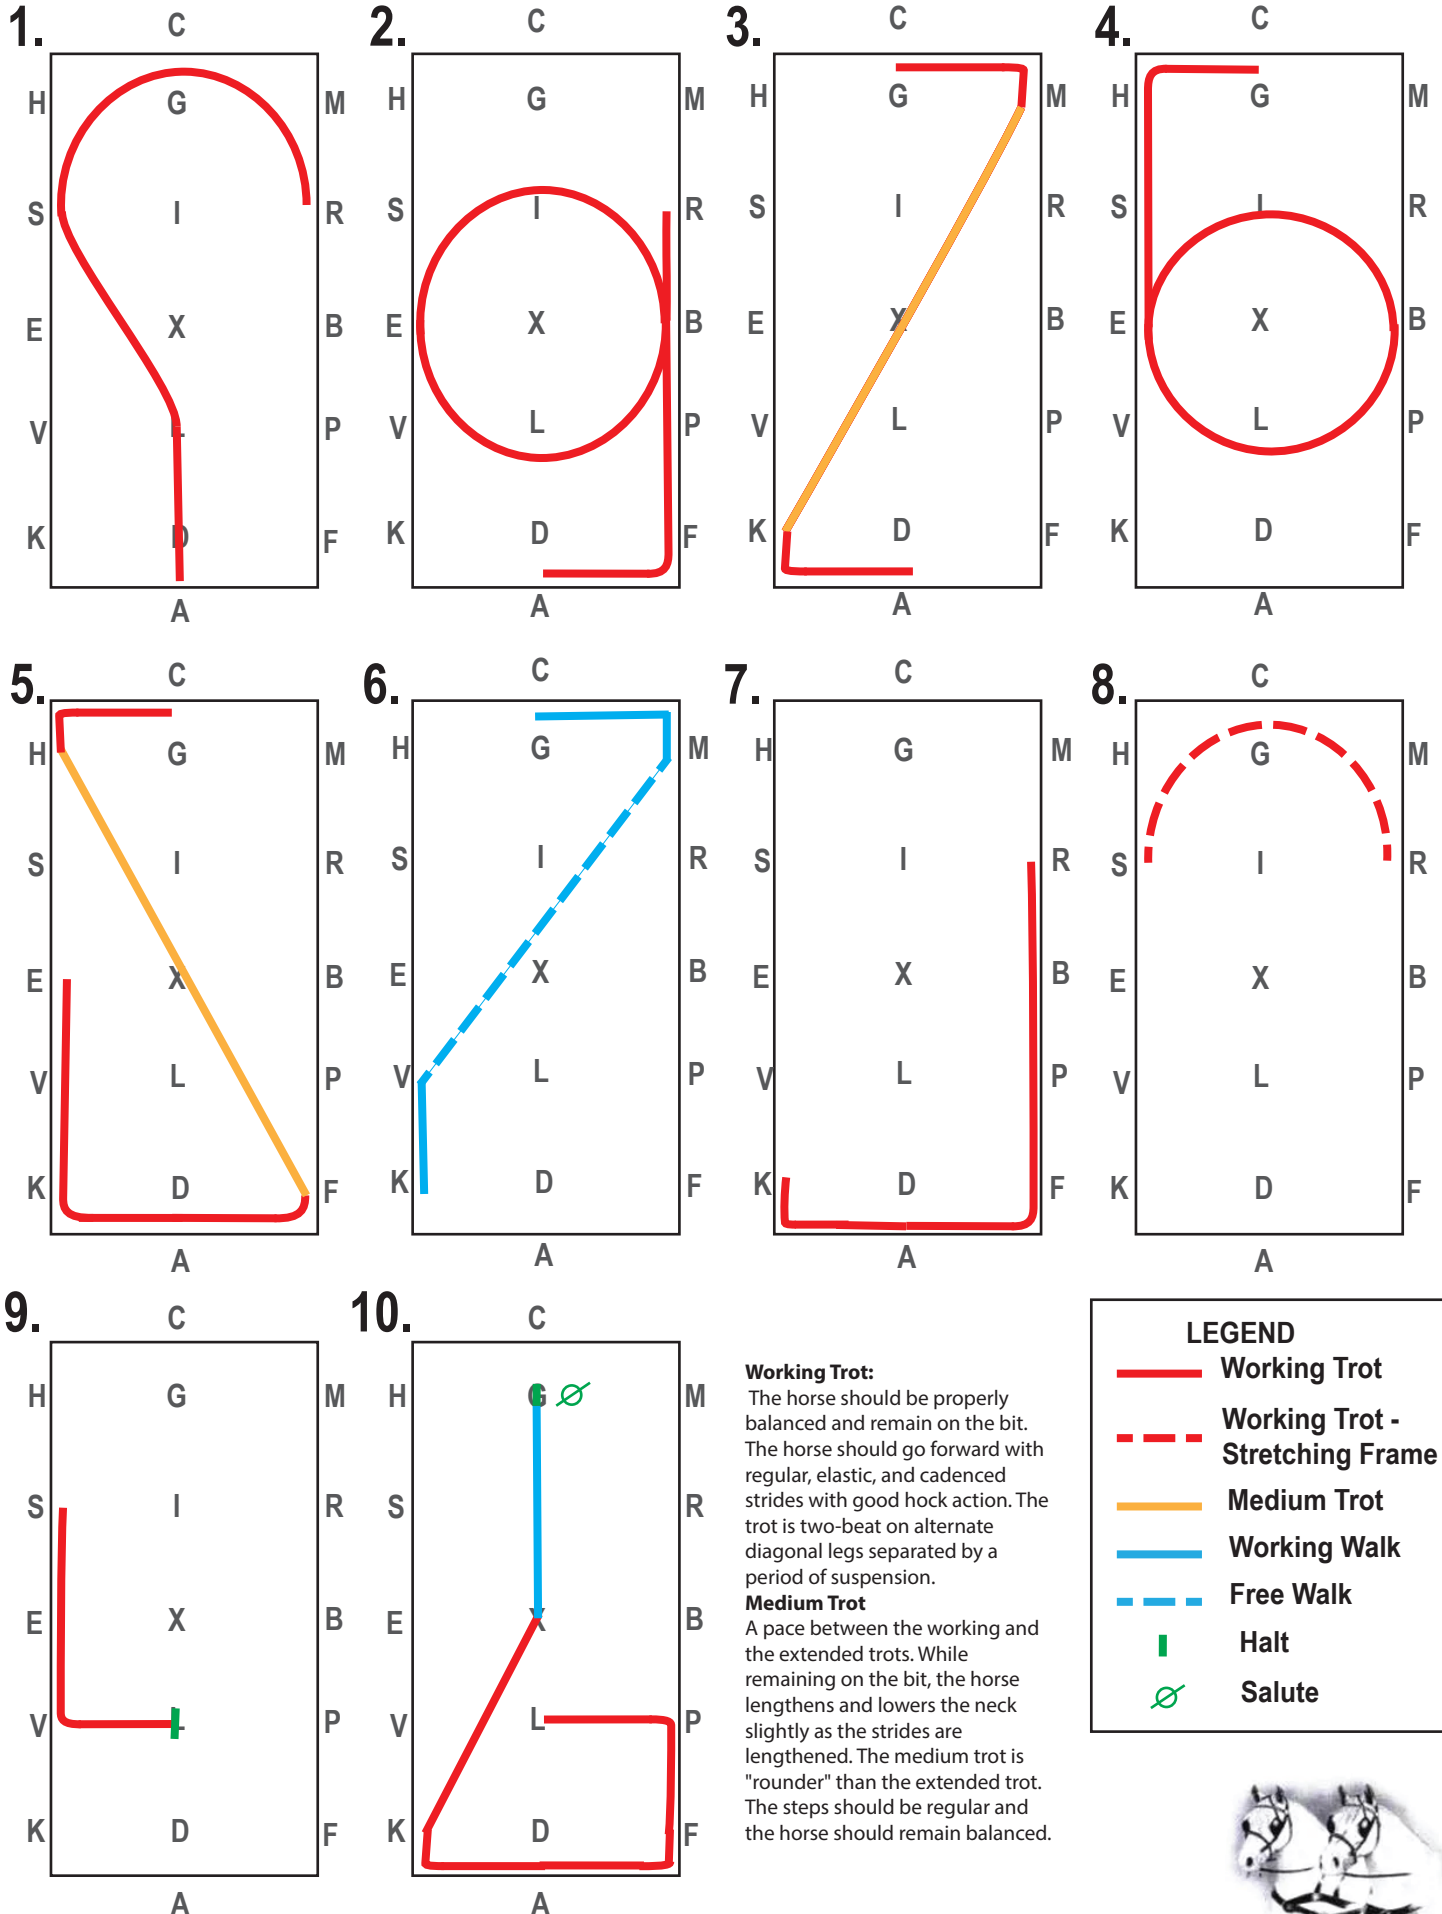 1.
C
H G M
S I R
E X B
V L P
K D F
A
2.
C
H G M
S I R
E X B
V L P
K D F
A
3.
C
H G M
S I R
E X B
V L P
K D F
A
4.
C
H G M
S I R
E X B
V L P
K D F
A
5.
C
H G M
S I R
E X B
V L P
K D F
A
6.
C
H G M
S I R
E X B
V L P
K D F
A
7.
C
H G M
S I R
E X B
V L P
K D F
A
8.
C
H G M
S I R
E X B
V L P
K D F
A
9.
C
H G M
S I R
E X B
V L P
K D F
A
10.
C
H G M
S R
E X B
V L P
K D F
A
Working Trot:
The horse should be properly
balanced and remain on the bit.
The horse should go forward with
regular, elastic, and cadenced
strides with good hock action. The
trot is two-beat on alternate
diagonal legs separated by a
period of suspension.
Medium Trot
A pace between the working and
the extended trots. While
remaining on the bit, the horse
lengthens and lowers the neck
slightly as the strides are
lengthened. The medium trot is
"rounder" than the extended trot.
The steps should be regular and
the horse should remain balanced.
LEGEND
Working Trot
Working Trot -
Stretching Frame
Medium Trot
Working Walk
Free Walk
Halt
Salute